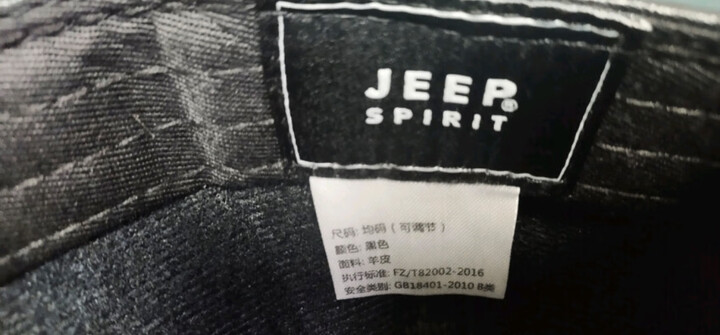 JEEP®
SPIRIT
尺码: 均码（可调节）
颜色: 黑色
面料: 羊皮
执行标准: FZ/T82002-2016
安全类别: GB18401-2010 B类